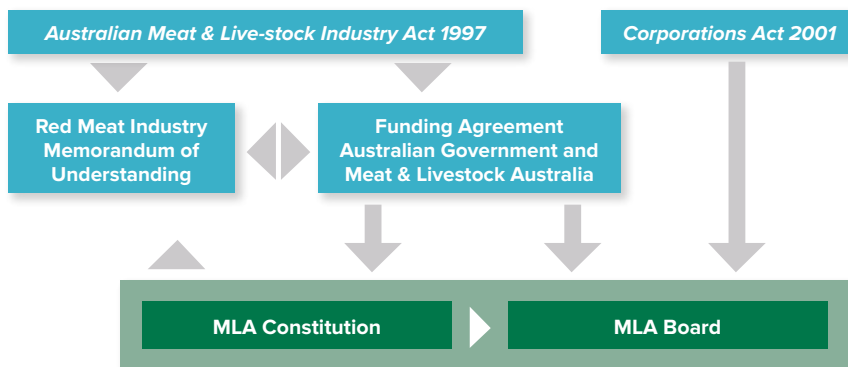 Australian Meat & Live-stock Industry Act 1997
Corporations Act 2001
Red Meat Industry
Memorandum of
Understanding
Funding Agreement
Australian Government and
Meat & Livestock Australia
MLA Constitution
MLA Board